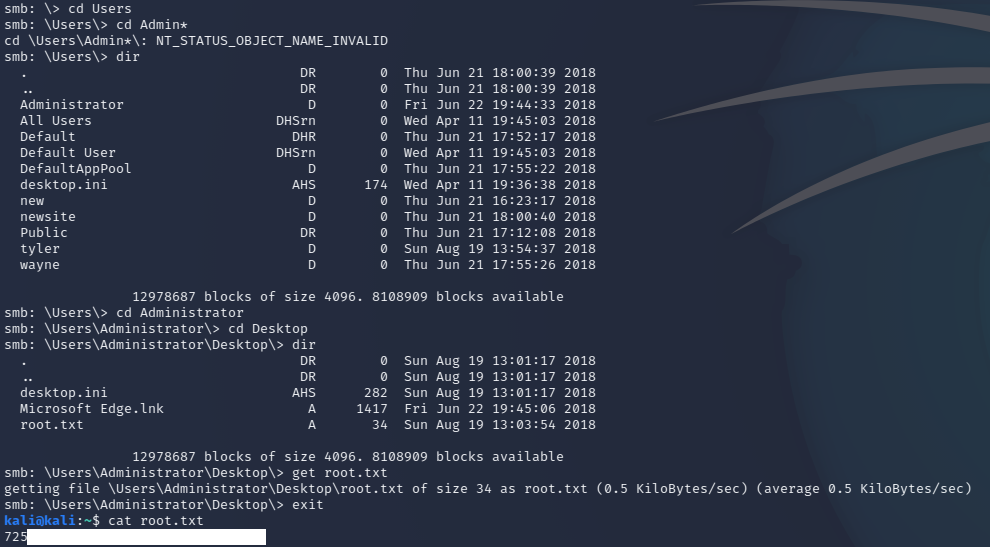 smb: \> cd Users
smb: \Users\> cd Admin*
cd \Users\Admin*\: NT_STATUS_OBJECT_NAME_INVALID
smb: \Users\> dir
  .                                  DR        0  Thu Jun 21 18:00:39 2018
  ..                                 DR        0  Thu Jun 21 18:00:39 2018
  Administrator                       D        0  Fri Jun 22 19:44:33 2018
  All Users                       DHSrn        0  Wed Apr 11 19:45:03 2018
  Default                           DHR        0  Thu Jun 21 17:52:17 2018
  Default User                    DHSrn        0  Wed Apr 11 19:45:03 2018
  DefaultAppPool                      D        0  Thu Jun 21 17:55:22 2018
  desktop.ini                       AHS      174  Wed Apr 11 19:36:38 2018
  new                                 D        0  Thu Jun 21 16:23:17 2018
  newsite                             D        0  Thu Jun 21 18:00:40 2018
  Public                             DR        0  Thu Jun 21 17:12:08 2018
  tyler                               D        0  Sun Aug 19 13:54:37 2018
  wayne                               D        0  Thu Jun 21 17:55:26 2018
                12978687 blocks of size 4096. 8108909 blocks available
smb: \Users\> cd Administrator
smb: \Users\Administrator\> cd Desktop
smb: \Users\Administrator\Desktop\> dir
  .                                  DR        0  Sun Aug 19 13:01:17 2018
  ..                                 DR        0  Sun Aug 19 13:01:17 2018
  desktop.ini                       AHS      282  Sun Aug 19 13:01:17 2018
  Microsoft Edge.lnk                  A     1417  Fri Jun 22 19:45:06 2018
  root.txt                            A       34  Sun Aug 19 13:03:54 2018
                12978687 blocks of size 4096. 8108909 blocks available
smb: \Users\Administrator\Desktop\> get root.txt
getting file \Users\Administrator\Desktop\root.txt of size 34 as root.txt (0.5 KiloBytes/sec) (average 0.5 KiloBytes/sec)
smb: \Users\Administrator\Desktop\> exit
kali@kali:~$ cat root.txt
725